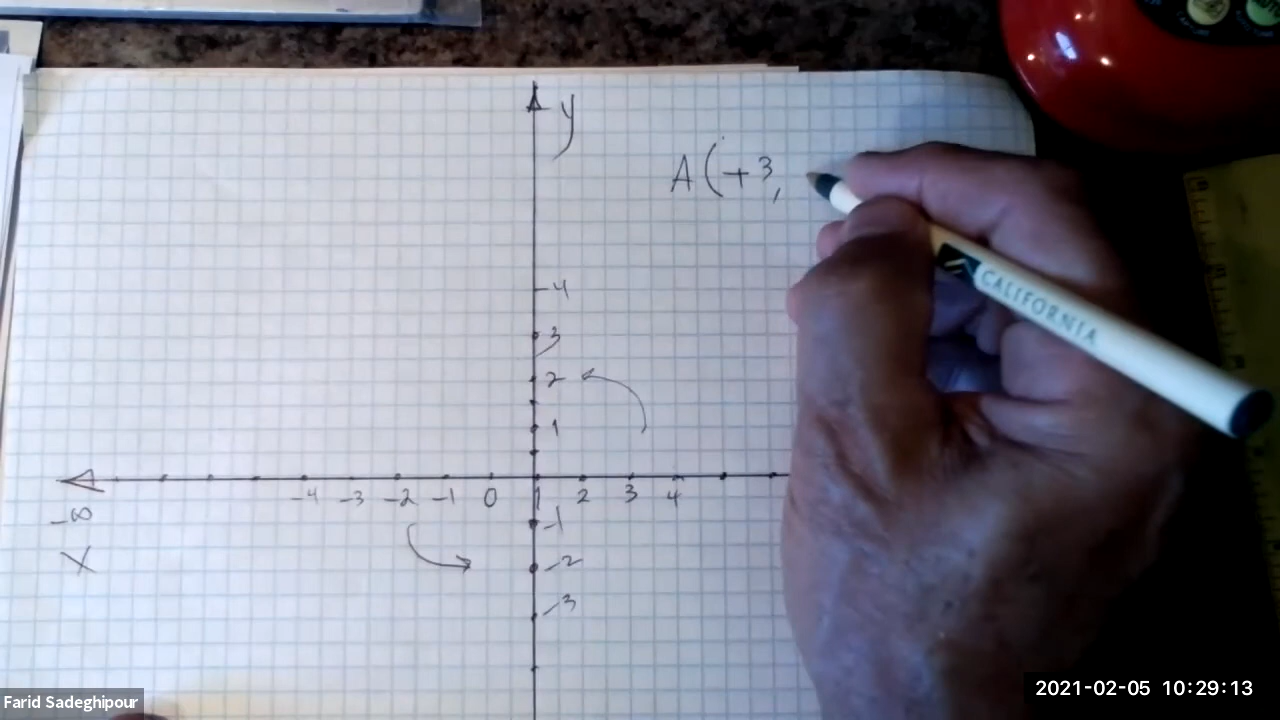 y
A(+3,
4
3
2
1
-4 -3 -2 -1 0 1 2 3 4
-∞
-1
X
-2
-3
CALIFORNIA
Farid Sadeghipour
2021-02-05 10:29:13